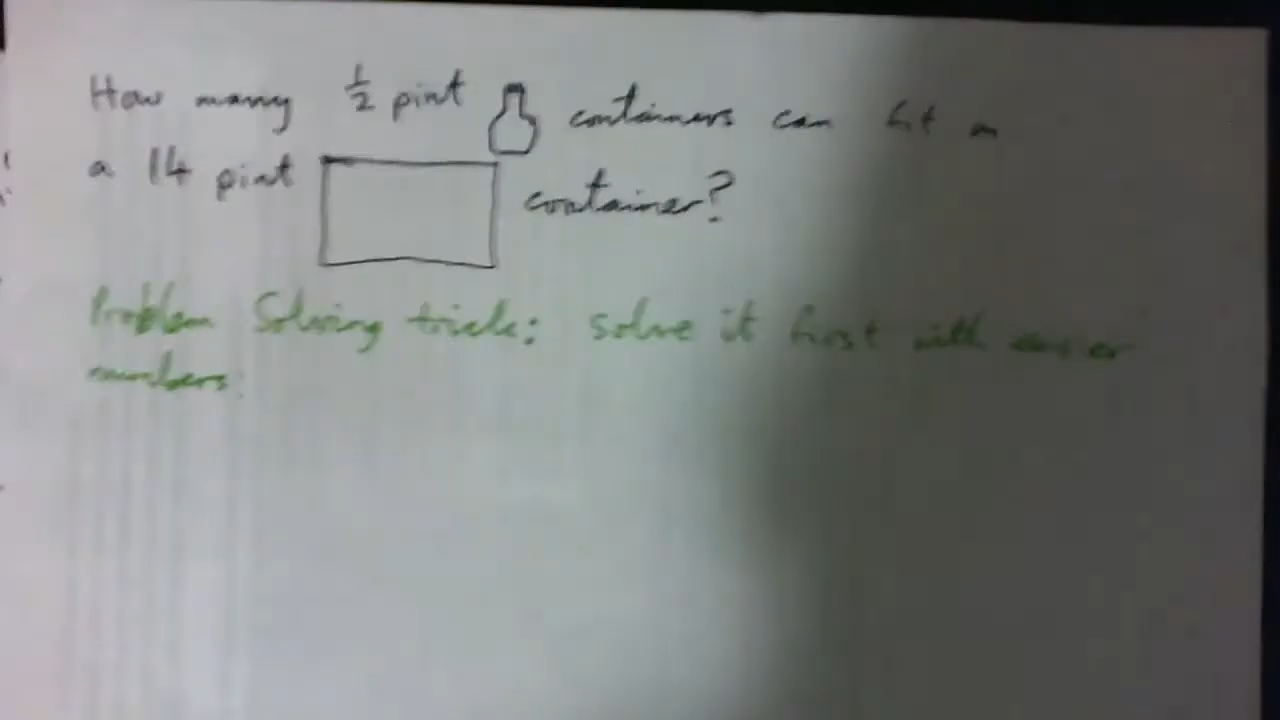 How many 1/2 pint containers can fit in
a 14 pint container?
Problem Solving trick: solve it first with easier
numbers: